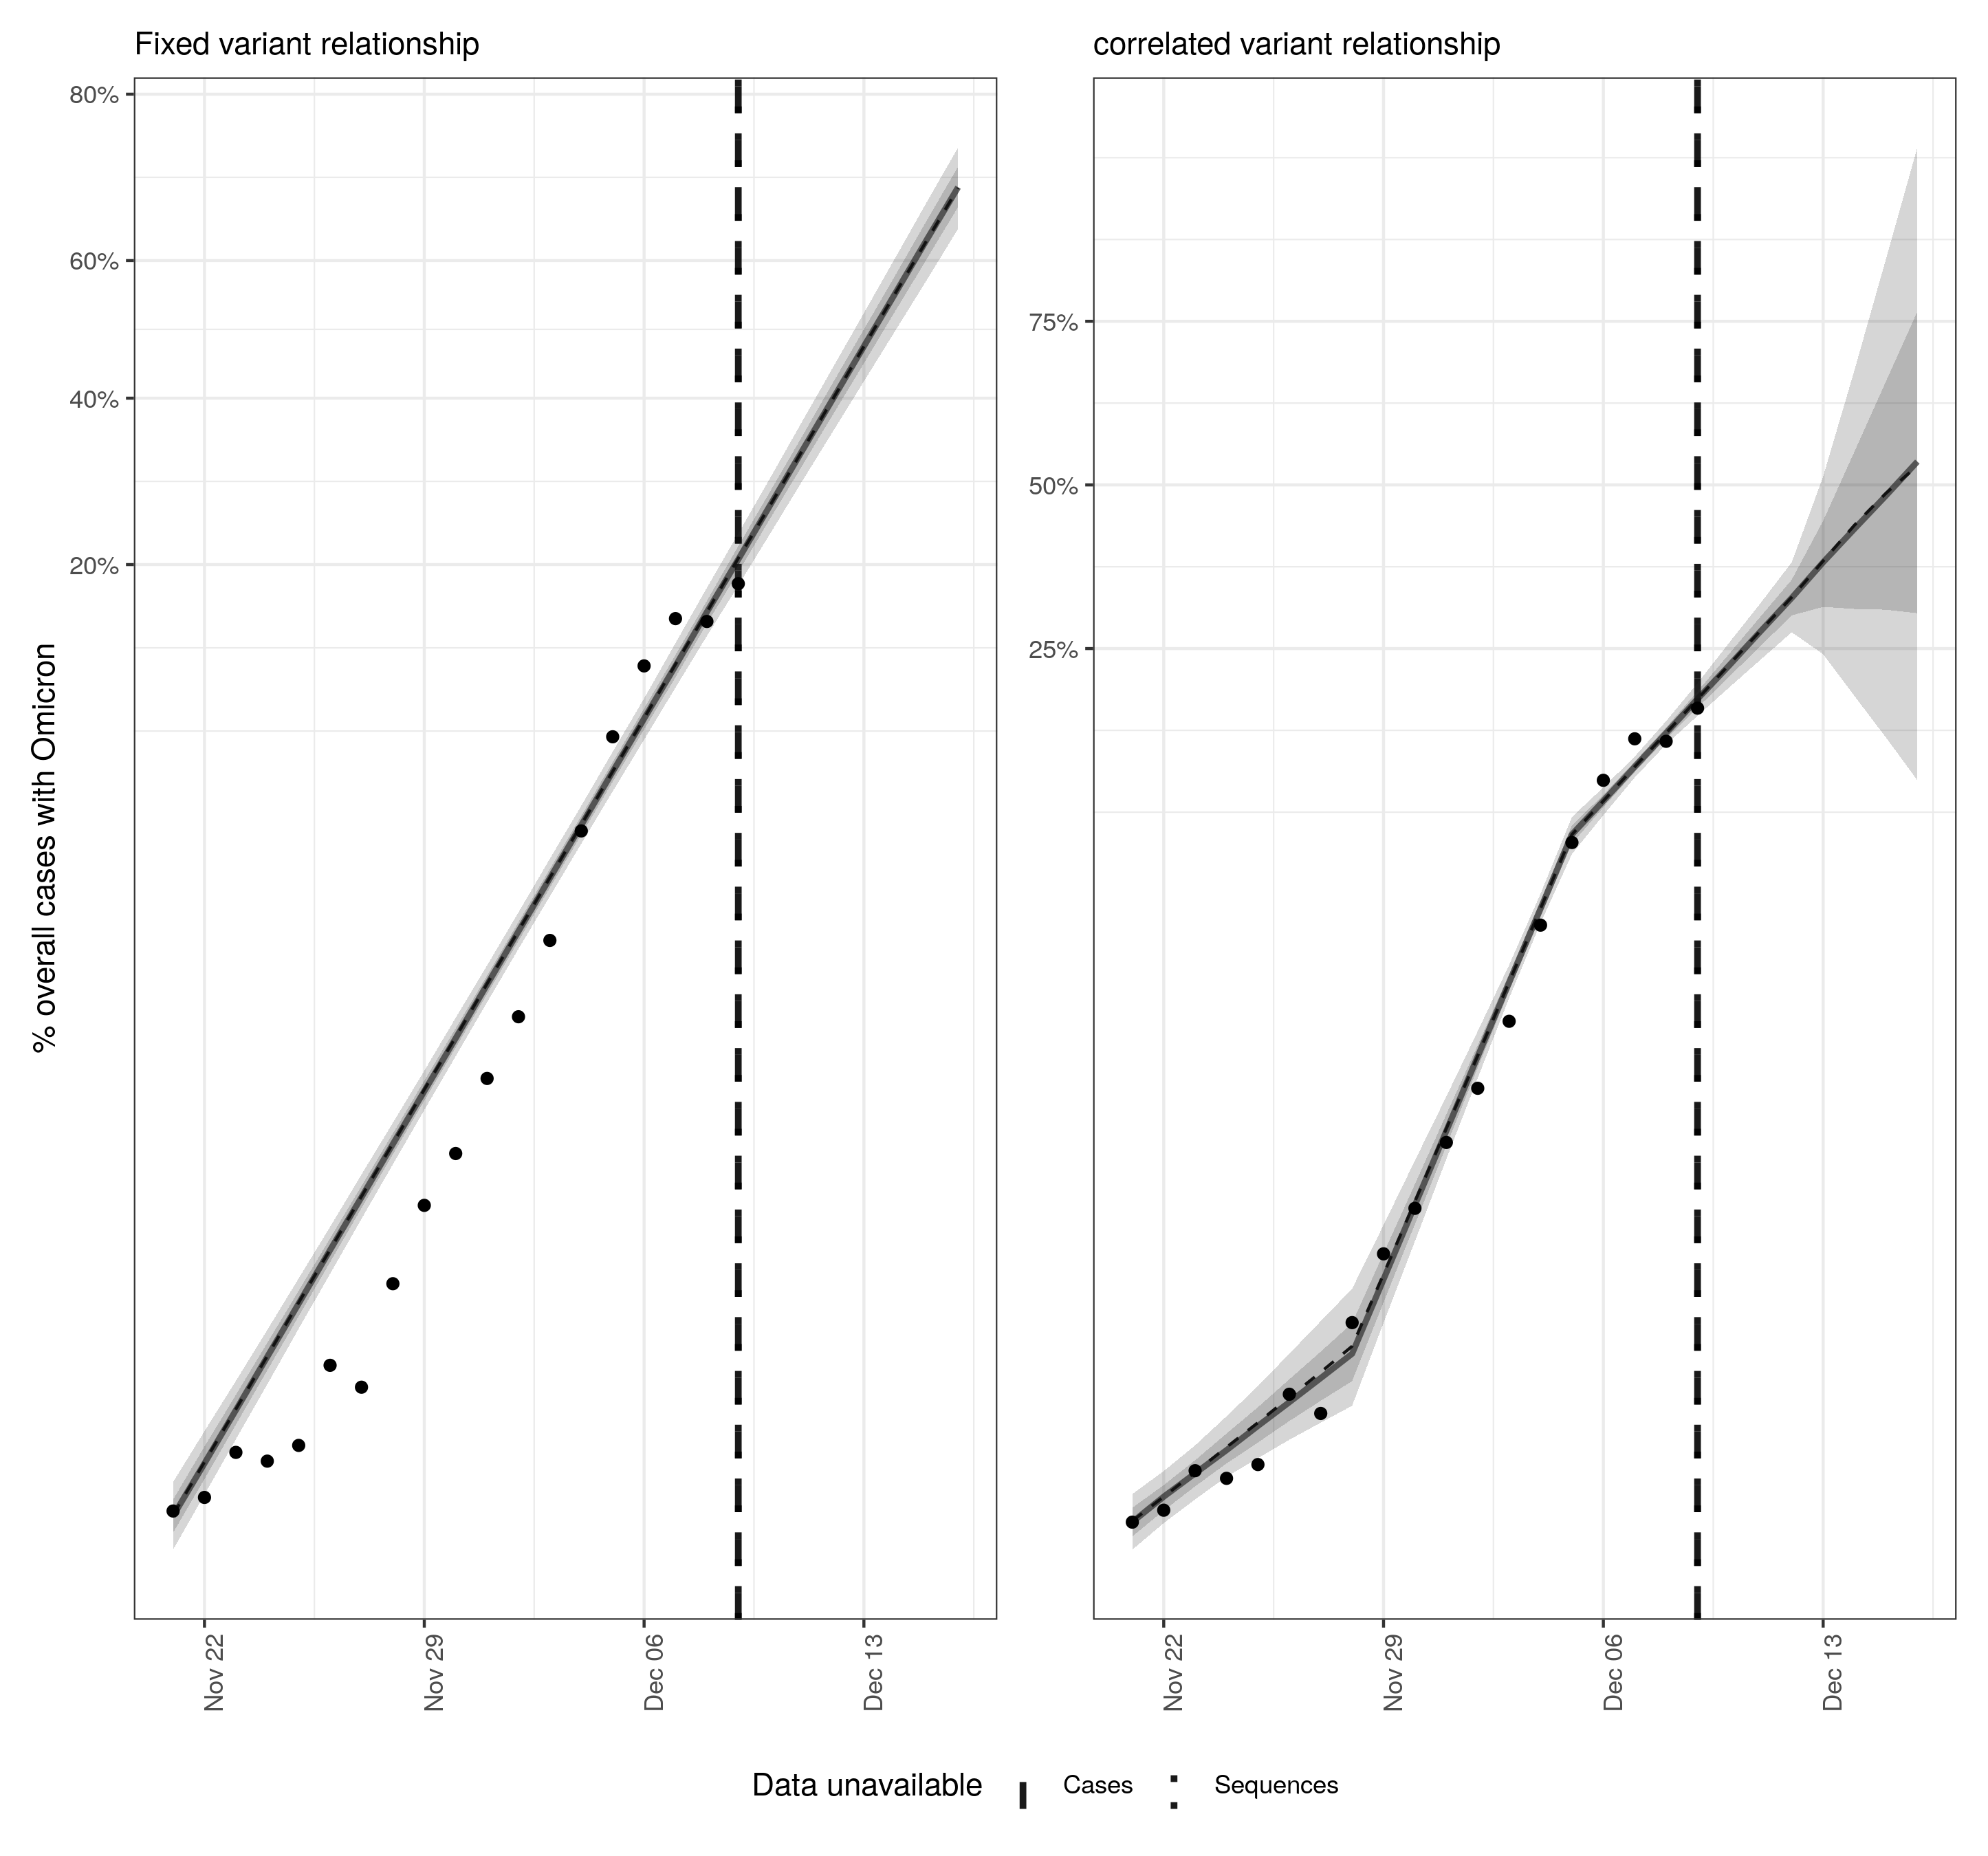 Fixed variant relationship
correlated variant relationship
% overall cases with Omicron
80%
60%
40%
20%
75%
50%
25%
Nov 22
Nov 29
Dec 06
Dec 13
Nov 22
Nov 29
Dec 06
Dec 13
Data unavailable Cases Sequences